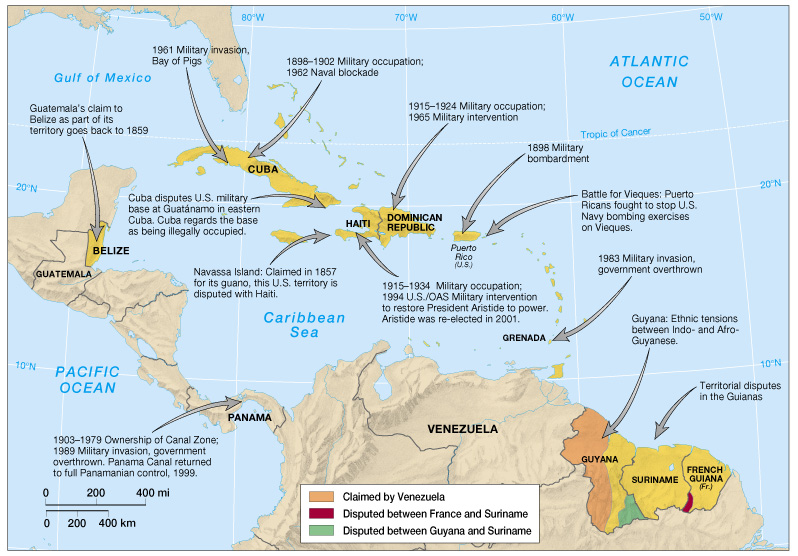 80°W
70°W
60°W
50°W
1961 Military invasion,
Bay of Pigs
1898–1902 Military occupation;
1962 Naval blockade
ATLANTIC
OCEAN
Gulf of Mexico
Guatemala's claim to
Belize as part of its
territory goes back to 1859
1915–1924 Military occupation;
1965 Military intervention
Tropic of Cancer
1898 Military
bombardment
CUBA
20°N
20°N
Cuba disputes U.S. military
base at Guatánamo in eastern
Cuba. Cuba regards the base
as being illegally occupied.
Battle for Vieques: Puerto
Ricans fought to stop U.S.
Navy bombing exercises
on Vieques.
HAITI
DOMINICAN
REPUBLIC
Puerto
Rico
(U.S.)
BELIZE
GUATEMALA
Navassa Island: Claimed in 1857
for its guano, this U.S. territory is
disputed with Haiti.
1915–1934 Military occupation;
1994 U.S./OAS Military intervention
to restore President Aristide to power.
Aristide was re-elected in 2001.
1983 Military invasion,
government overthrown
Caribbean
Sea
GRENADA
Guyana: Ethnic tensions
between Indo- and Afro-
Guyanese.
10°N
10°N
PACIFIC
OCEAN
Territorial disputes
in the Guianas
PANAMA
VENEZUELA
1903–1979 Ownership of Canal Zone;
1989 Military invasion, government
overthrown. Panama Canal returned
to full Panamanian control, 1999.
GUYANA
SURINAME
FRENCH
GUIANA
(Fr.)
0 200 400 mi
0 200 400 km
Claimed by Venezuela
Disputed between France and Suriname
Disputed between Guyana and Suriname